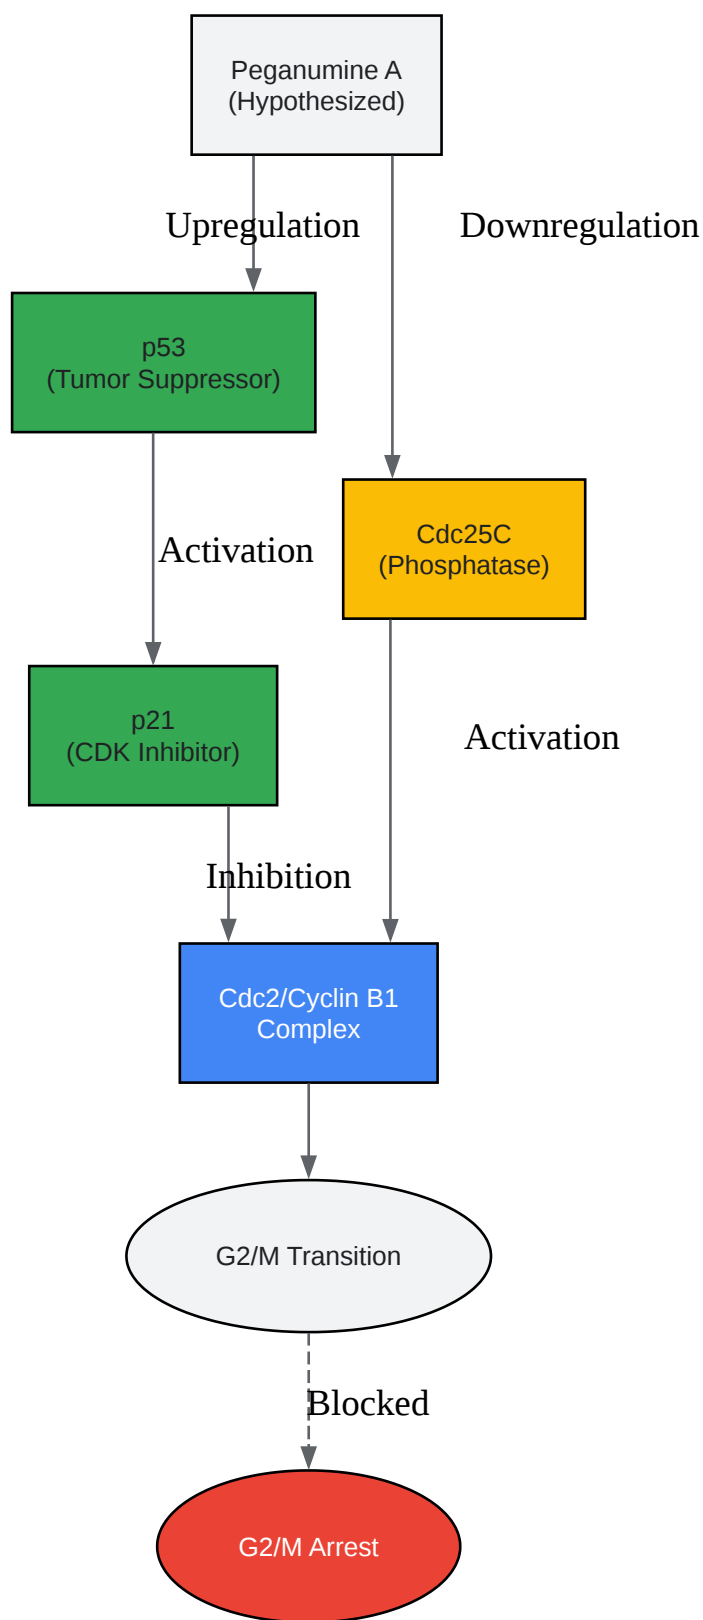 Peganumine A
(Hypothesized)
Upregulation
Downregulation
p53
(Tumor Suppressor)
Cdc25C
(Phosphatase)
Activation
p21
(CDK Inhibitor)
Activation
Inhibition
Cdc2/Cyclin B1
Complex
G2/M Transition
Blocked
G2/M Arrest